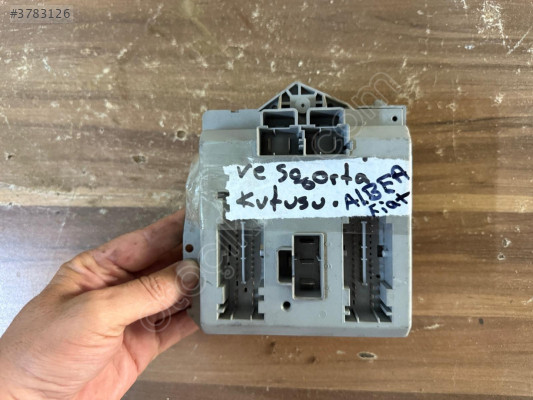 #3783126
ve Sigorta
Kutusu. ALBEA
Fiat